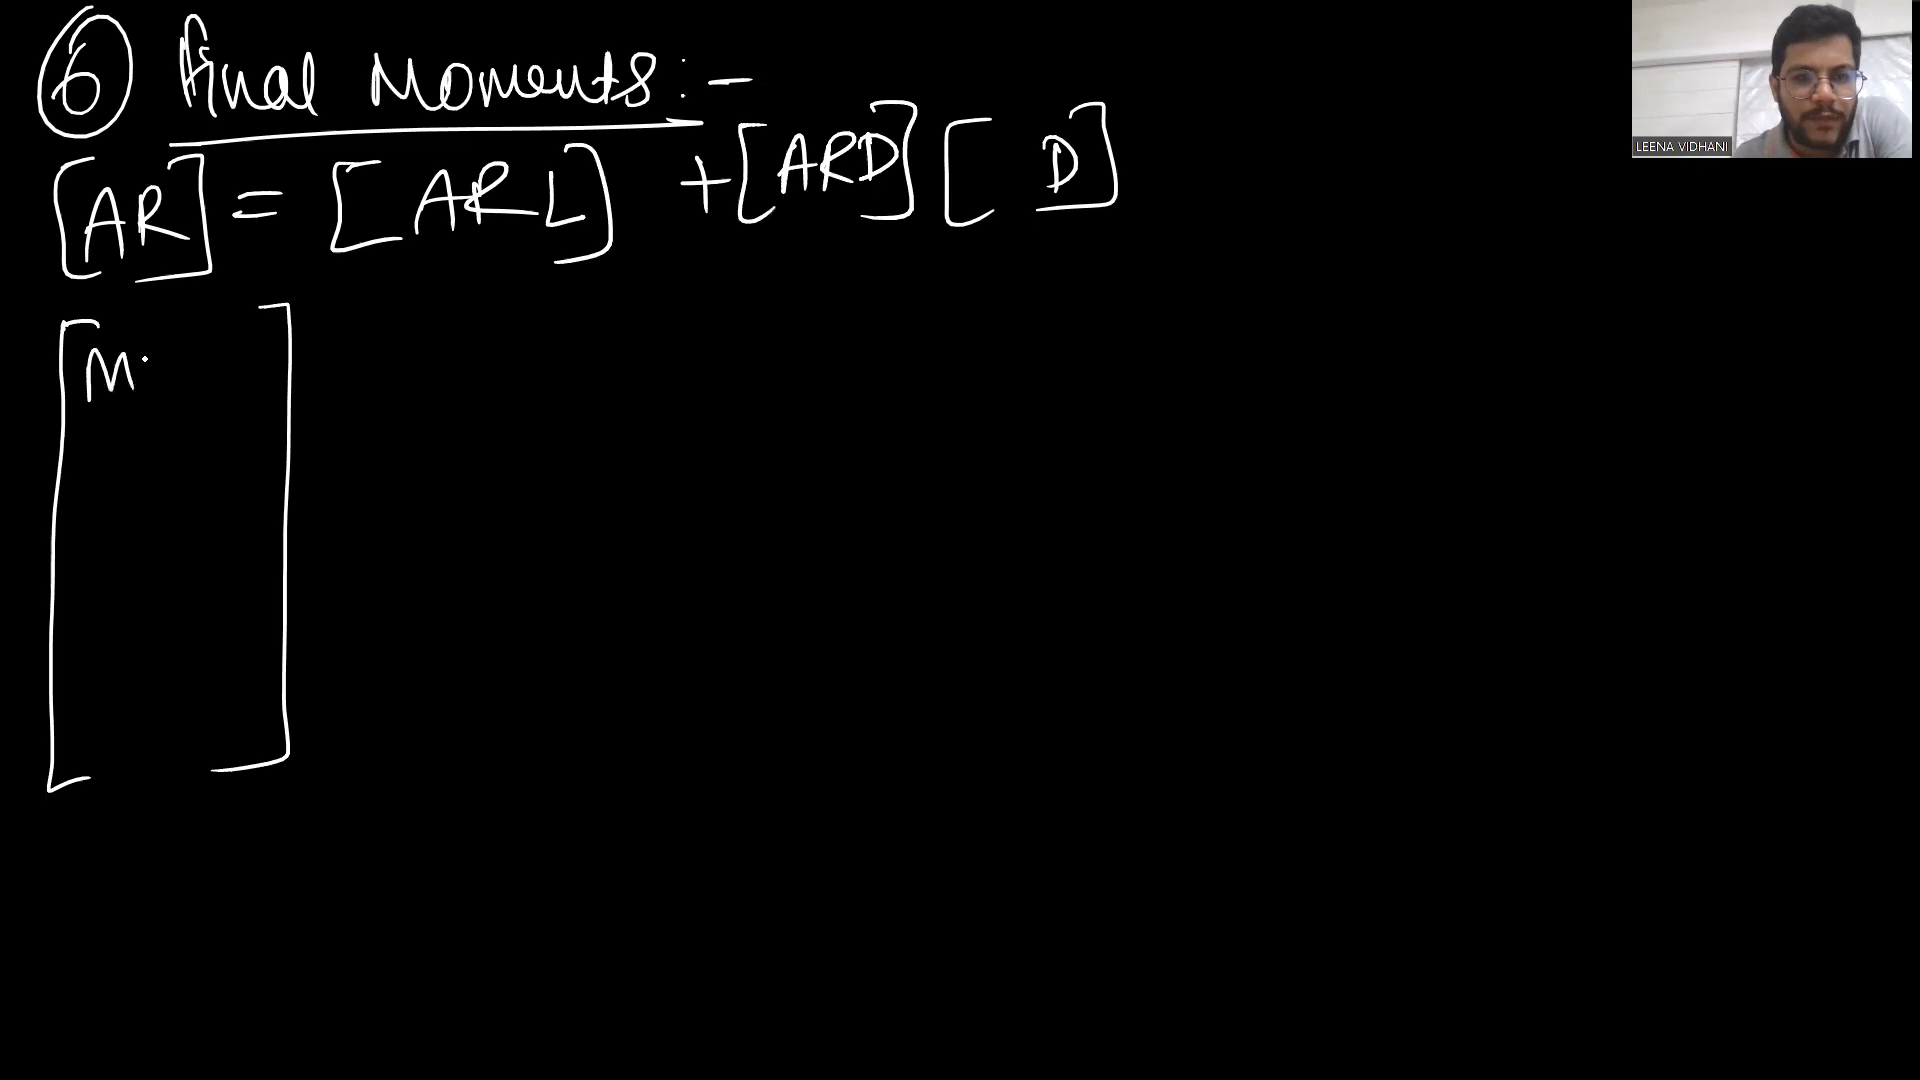 ⑥ Final Moments:-
[AR] = [ARL] + [ARD] [D]
[M.]
LEENA VIDHANI